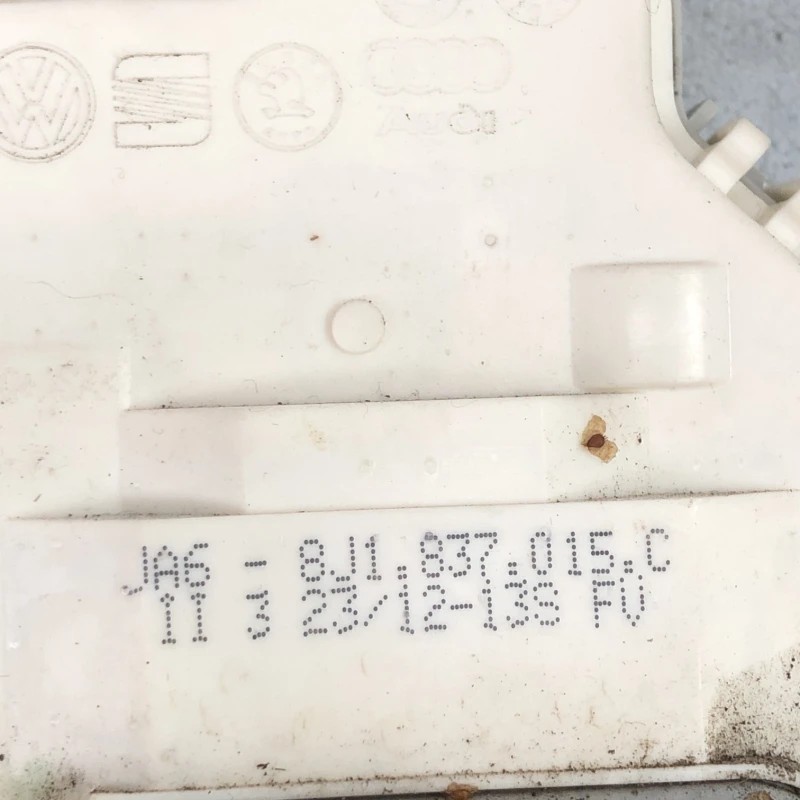 Audi
JA6 - 8J1.837.015.C
11 3 23/12-13S FU